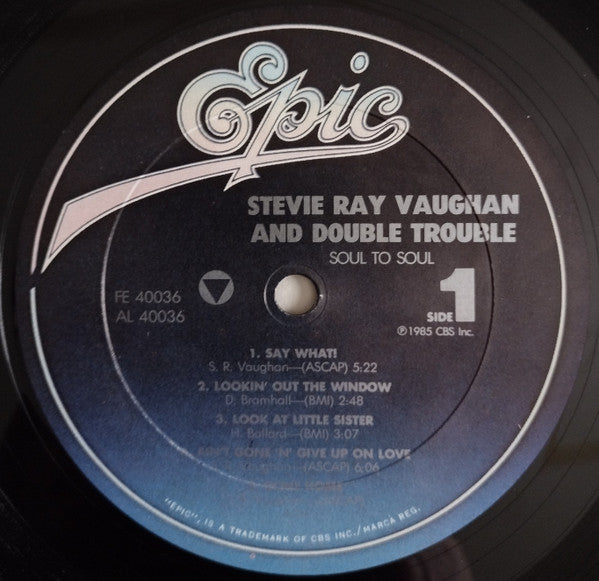 Epic
STEVIE RAY VAUGHAN
AND DOUBLE TROUBLE
SOUL TO SOUL
FE 40036
AL 40036
SIDE 1
℗1985 CBS Inc.
1. SAY WHAT!
S. R. Vaughan—(ASCAP) 5:22
2. LOOKIN' OUT THE WINDOW
D. Bramhall—(BMI) 2:48
3. LOOK AT LITTLE SISTER
H. Ballard—(BMI) 3:07
AIN'T GONE 'N' GIVE UP ON LOVE
Vaughan—(ASCAP) 6:06
"EPIC", IS A TRADEMARK OF CBS INC./MARCA REG.